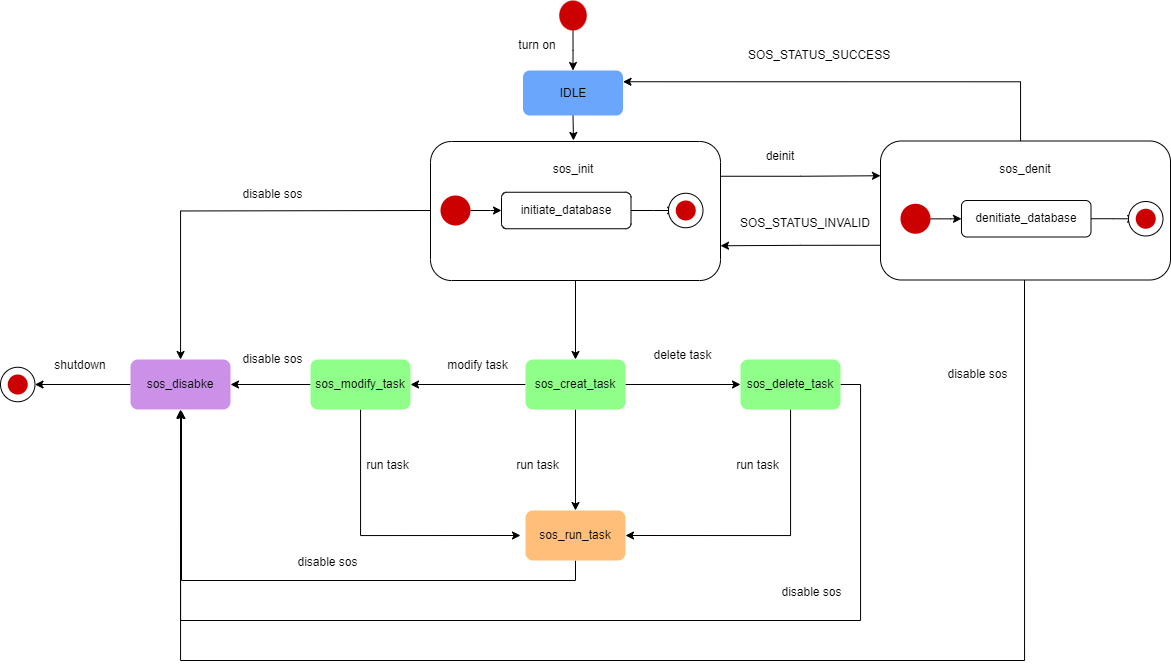 turn on
SOS_STATUS_SUCCESS
IDLE
deinit
sos_init
sos_denit
disable sos
initiate_database
denitiate_database
SOS_STATUS_INVALID
shutdown
disable sos
modify task
delete task
disable sos
sos_disabke
sos_modify_task
sos_creat_task
sos_delete_task
run task
run task
run task
sos_run_task
disable sos
disable sos